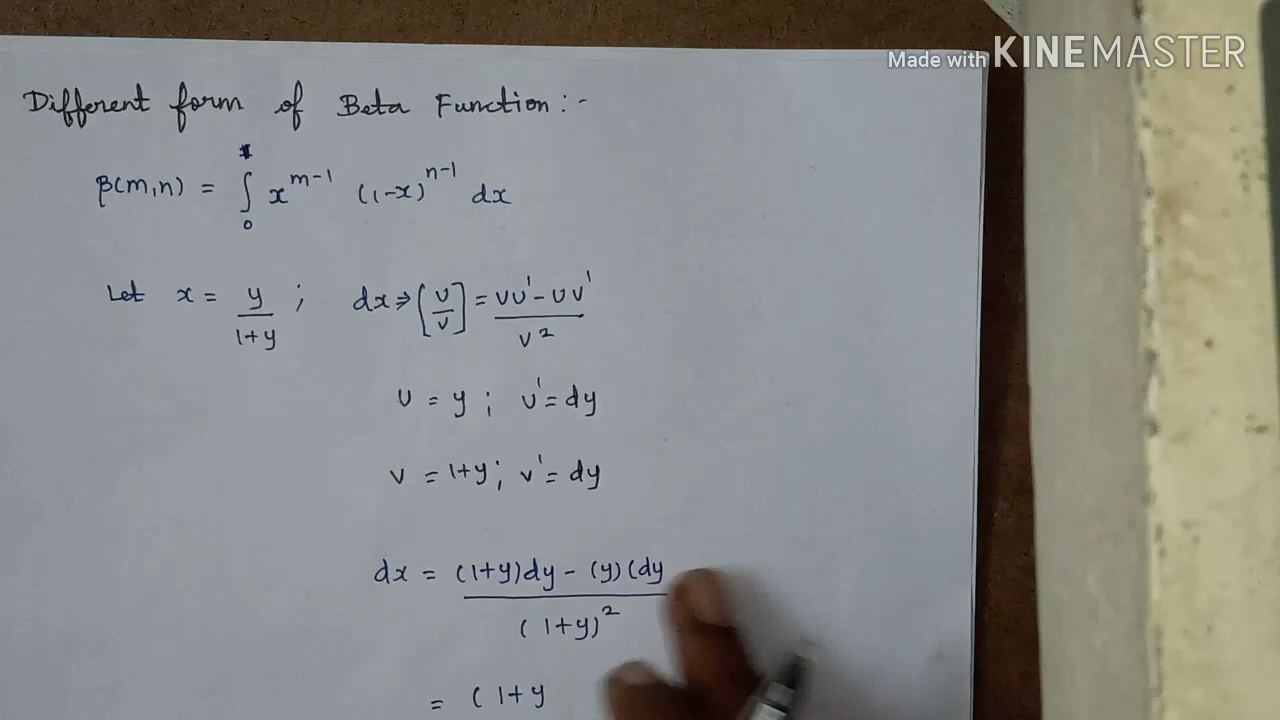 Made with KINEMASTER
Different form of Beta Function :-
β(m,n) = ∫₀¹ x^{m-1} (1-x)^{n-1} dx
Let x = y/(1+y) ; dx ⇒ [u/v] = (vu' - uv')/v²
u = y ; u' = dy
v = 1+y ; v' = dy
dx = ((1+y)dy - (y)(dy)/(1+y)²
= (1+y